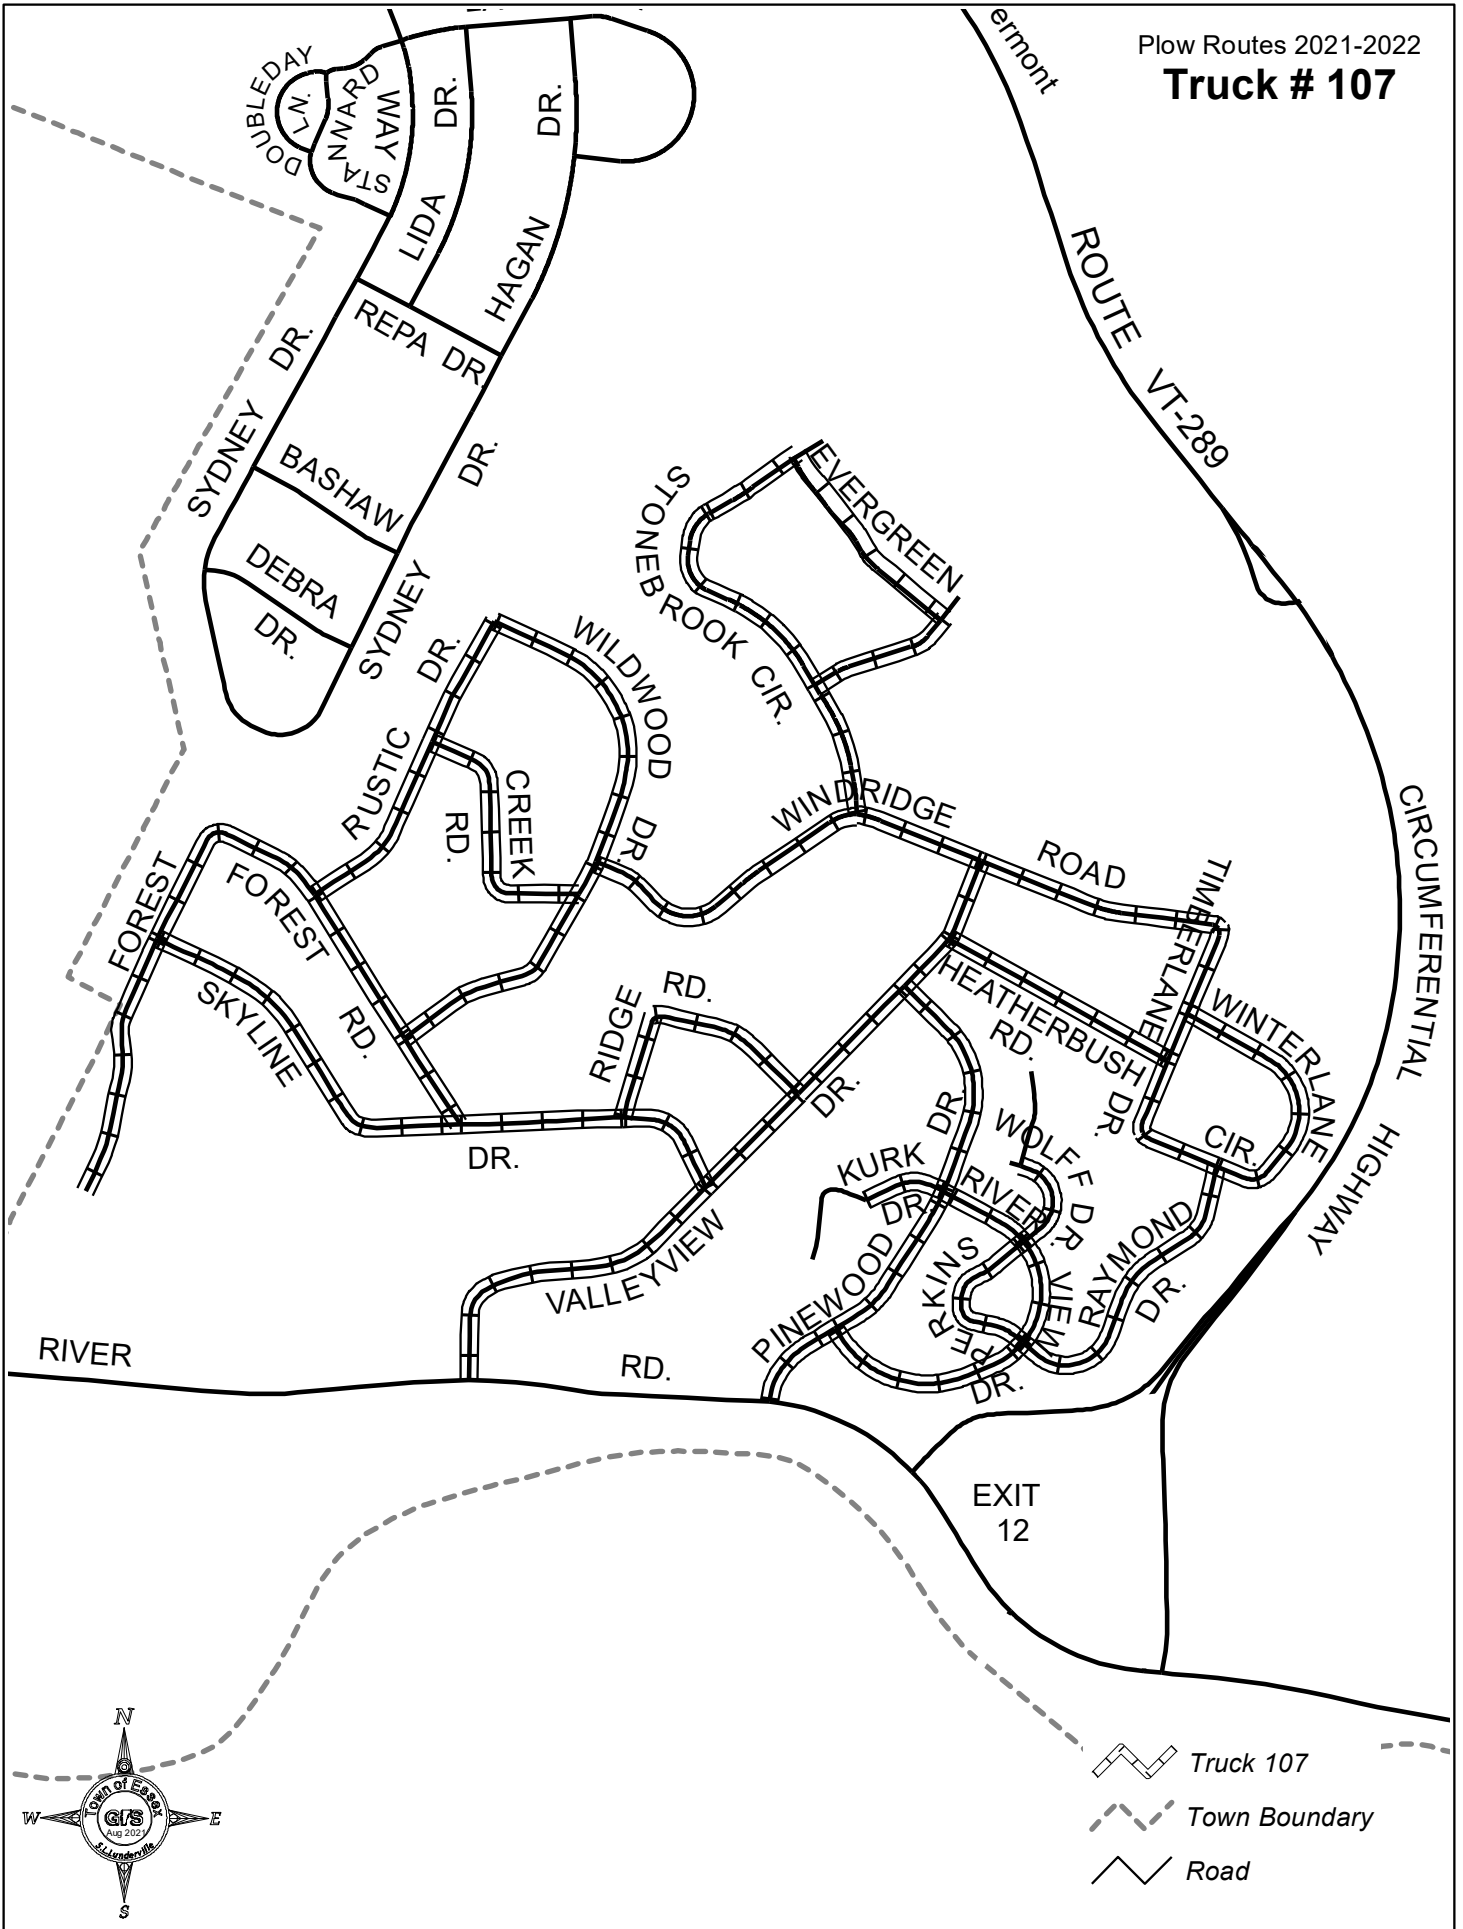 Plow Routes 2021-2022
Truck # 107
ermont
DOUBLEDAY
LN.
STANNARD
WAY
LIDA
DR.
HAGAN
DR.
REPA DR.
SYDNEY
DR.
BASHAW
DR.
DEBRA
DR.
SYDNEY
ROUTE
VT-289
CIRCUMFERENTIAL
HIGHWAY
EVERGREEN
STONEBROOK CIR.
WILDWOOD
DR.
RUSTIC
DR.
CREEK
RD.
WINDRIDGE
ROAD
TIMBERLANE
DR.
WINTERLANE
CIR.
HEATHERBUSH
RD.
FOREST
FOREST
RD.
SKYLINE
DR.
RIDGE
RD.
VALLEYVIEW
DR.
WOLFF DR.
KURK
DR.
RIVER
VIEW
DR.
PERKINS
PINEWOOD
DR.
RAYMOND
DR.
RIVER
RD.
EXIT
12
N
W
E
S
Town of Essex
GIS
Aug 2021
S.L.Lunderville
Truck 107
Town Boundary
Road